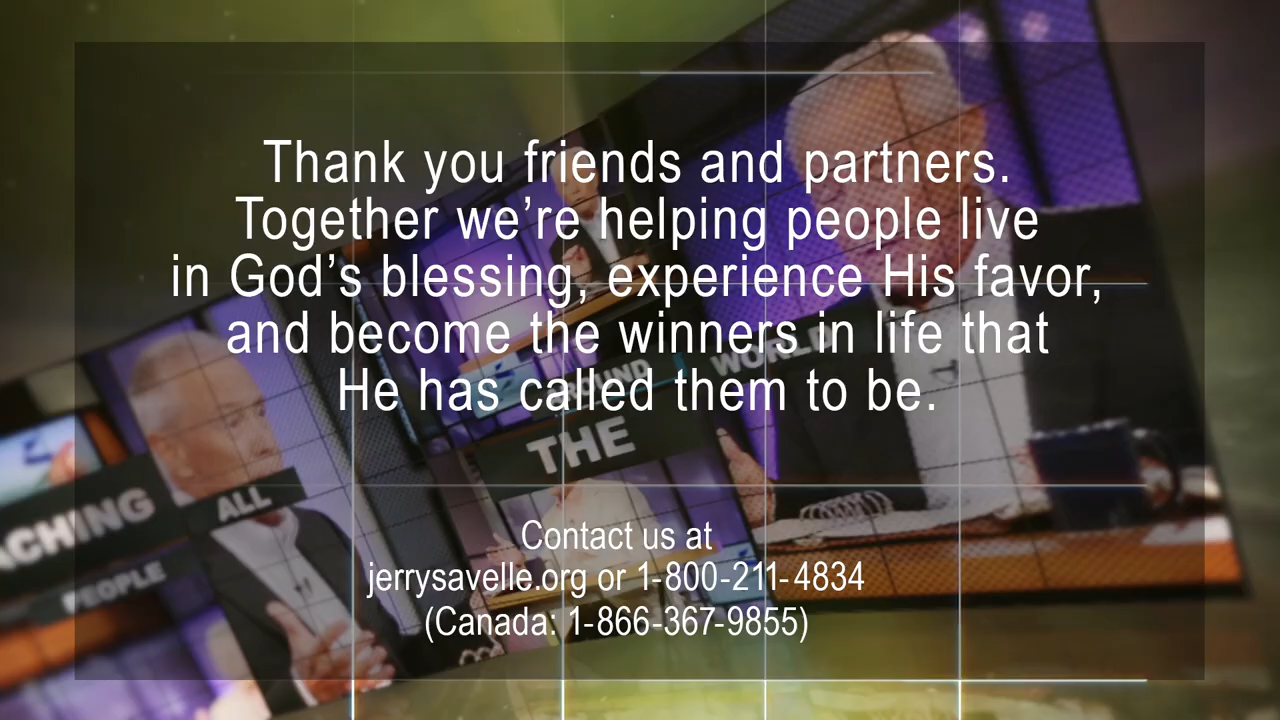 Thank you friends and partners.
Together we’re helping people live
in God’s blessing, experience His favor,
and become the winners in life that
He has called them to be.
Contact us at
jerrysavelle.org or 1-800-211-4834
(Canada: 1-866-367-9855)
WORLD
AROUND
THE
ALL
ACHING
PEOPLE